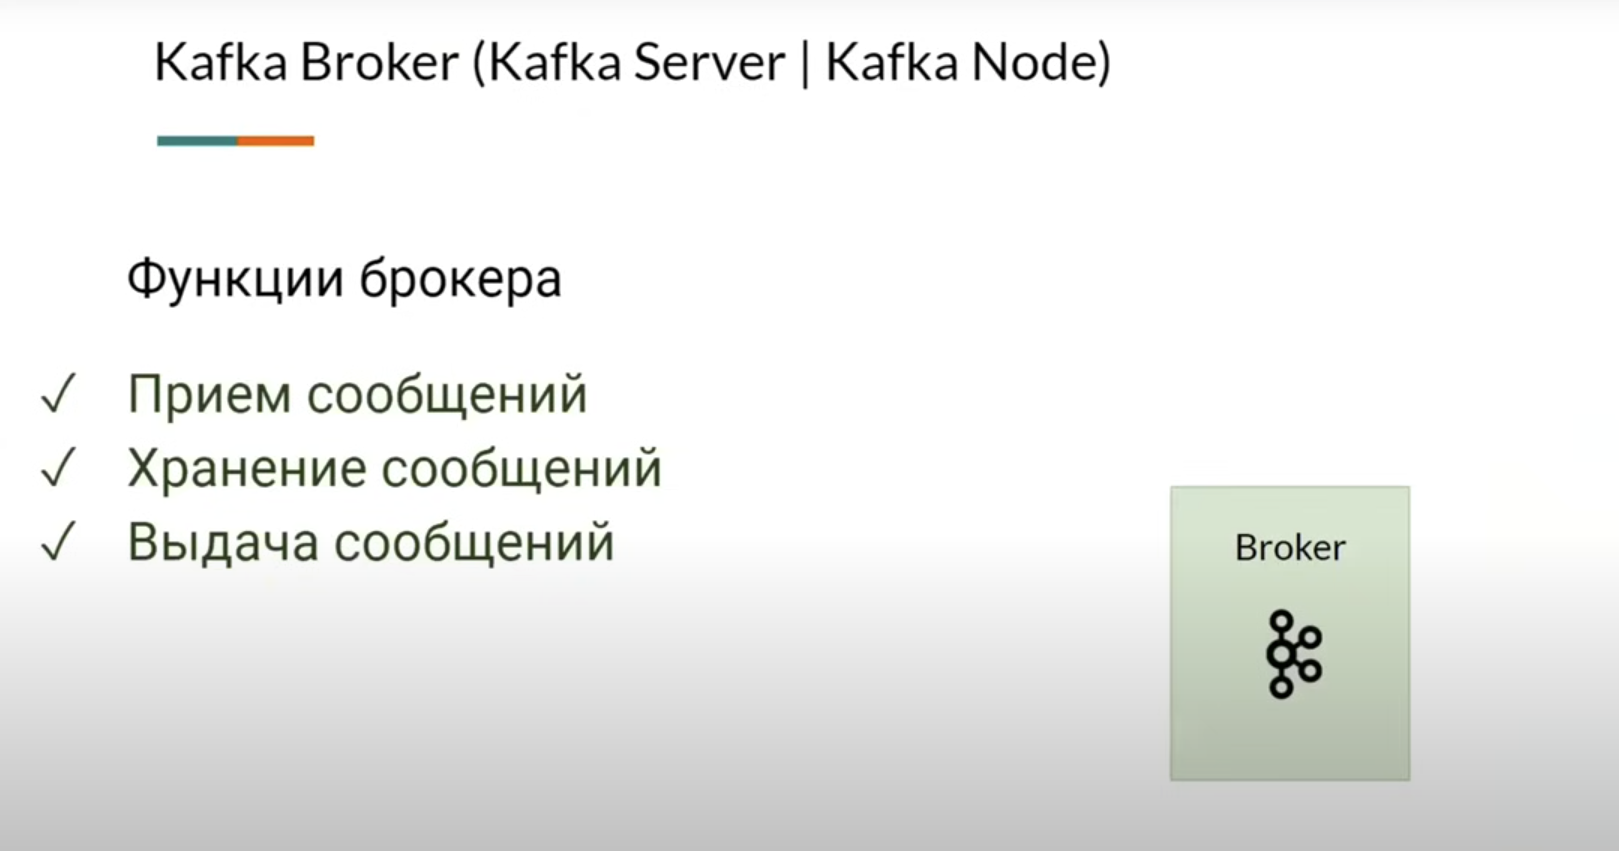 Kafka Broker (Kafka Server | Kafka Node)
Функции брокера
✓ Прием сообщений
✓ Хранение сообщений
✓ Выдача сообщений
Broker